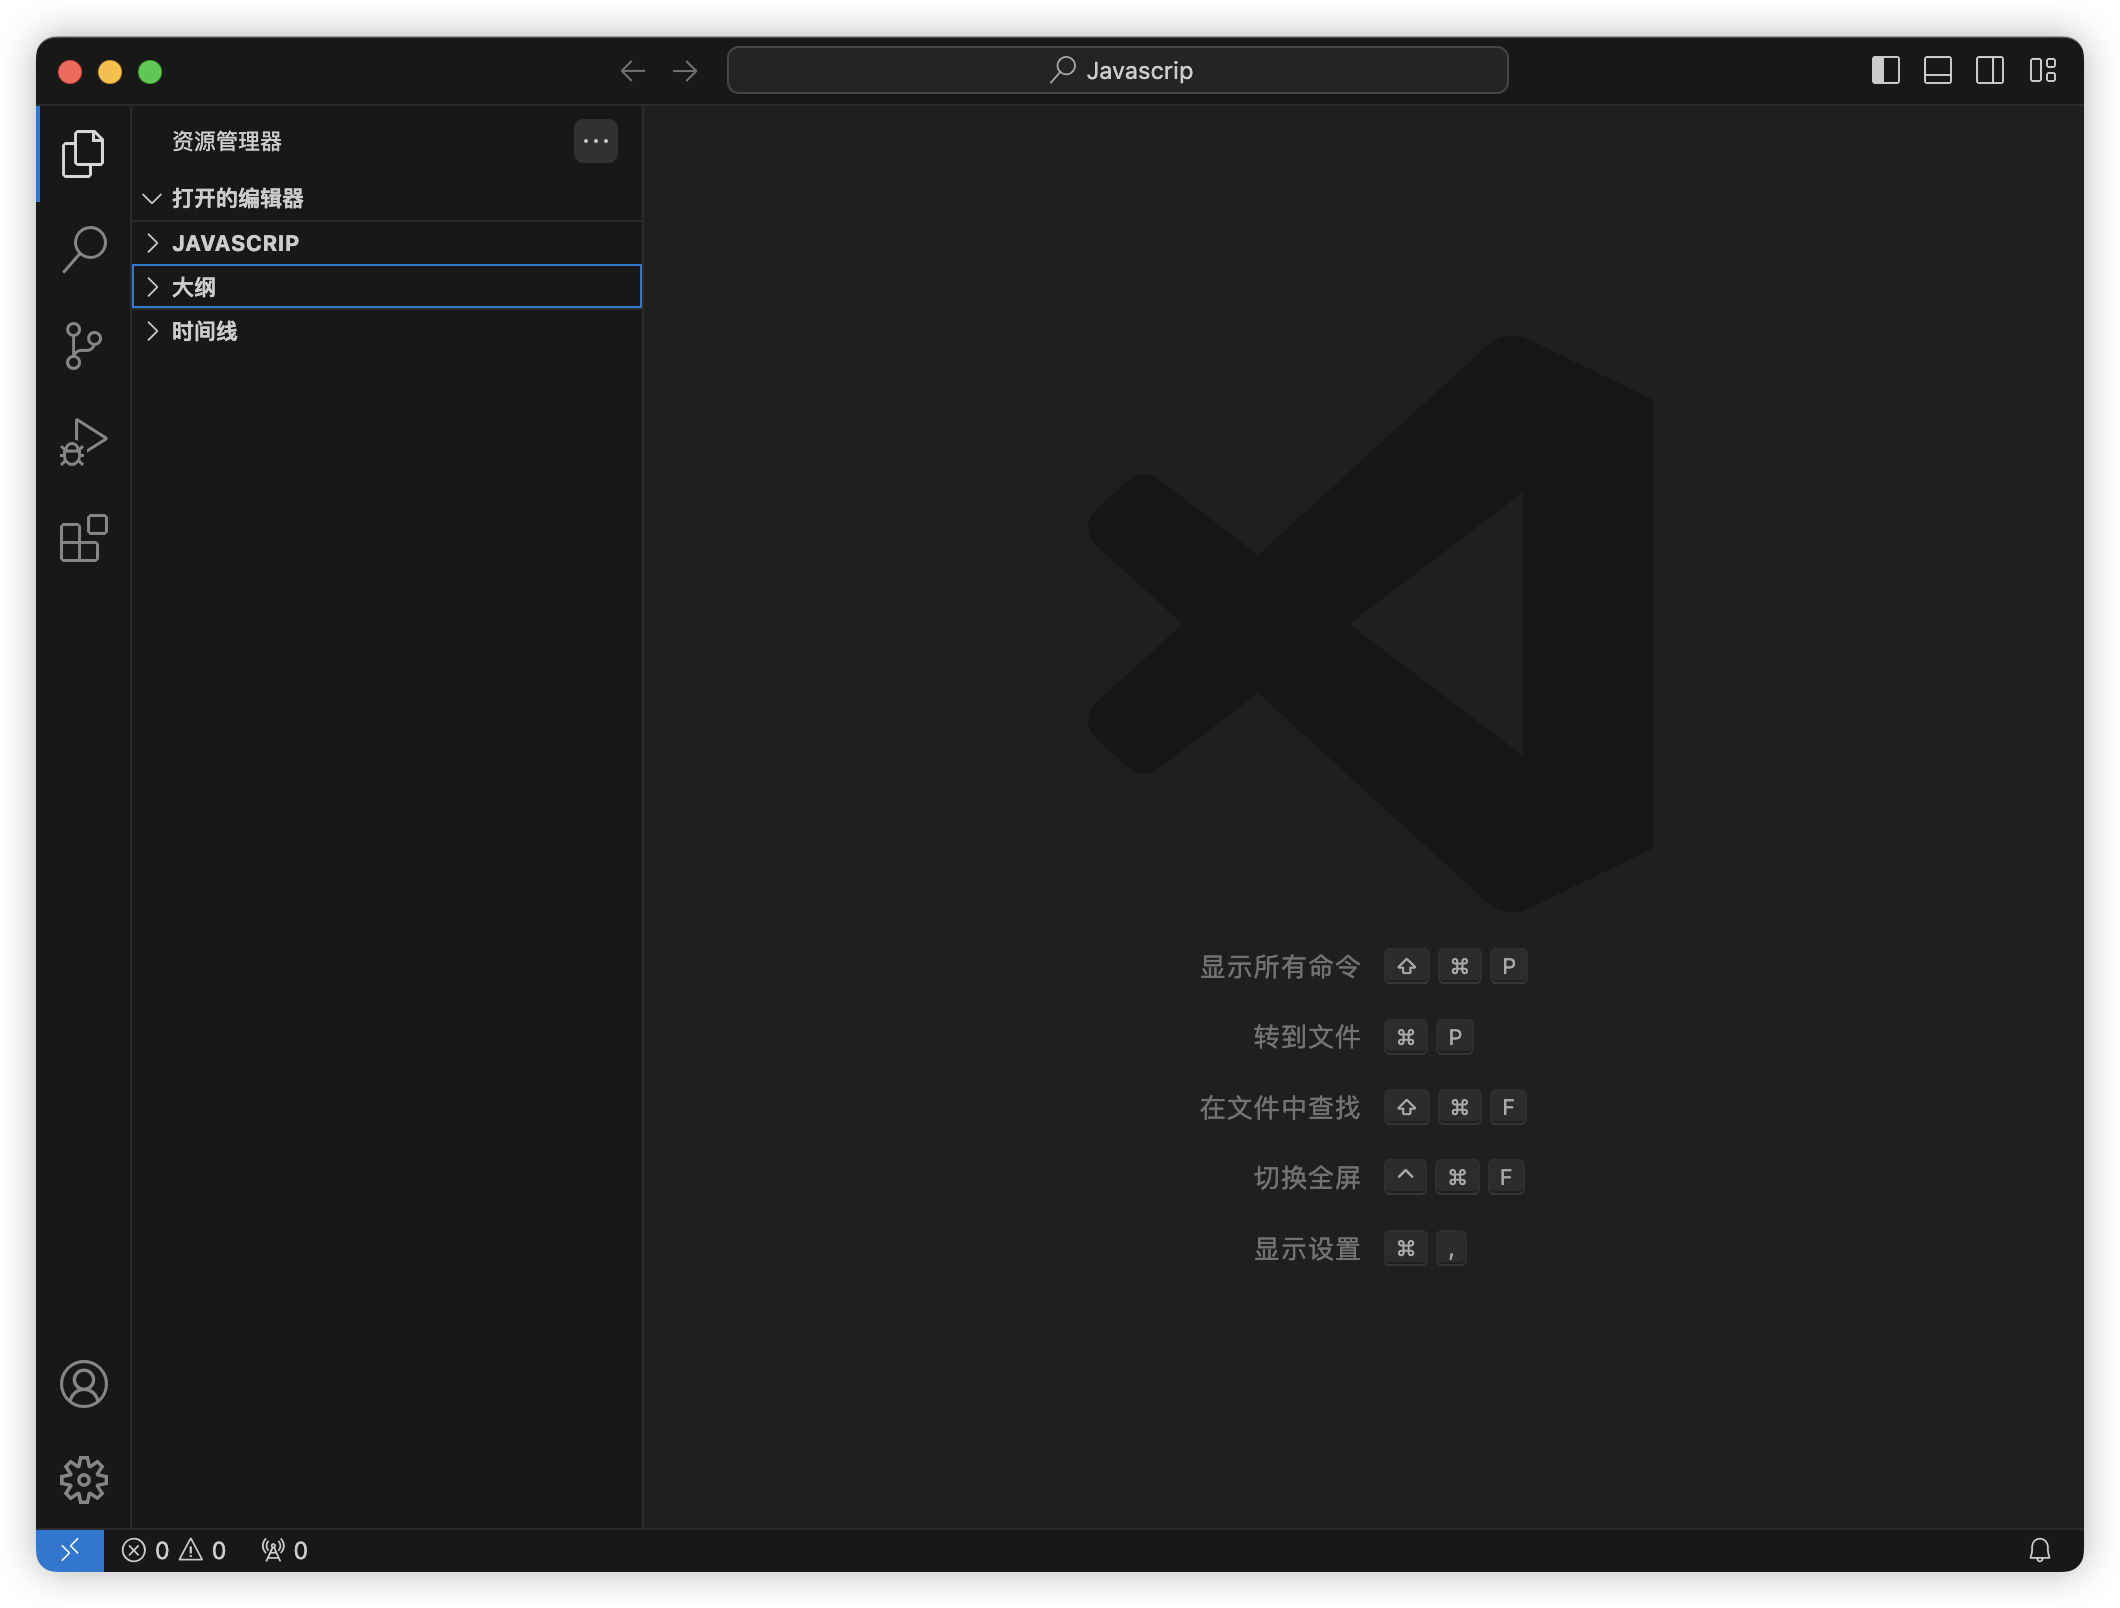 Javascrip
资源管理器
打开的编辑器
JAVASCRIP
大纲
时间线
显示所有命令 ⇧ ⌘ P
转到文件 ⌘ P
在文件中查找 ⇧ ⌘ F
切换全屏 ^ ⌘ F
显示设置 ⌘ ,
0 0 0